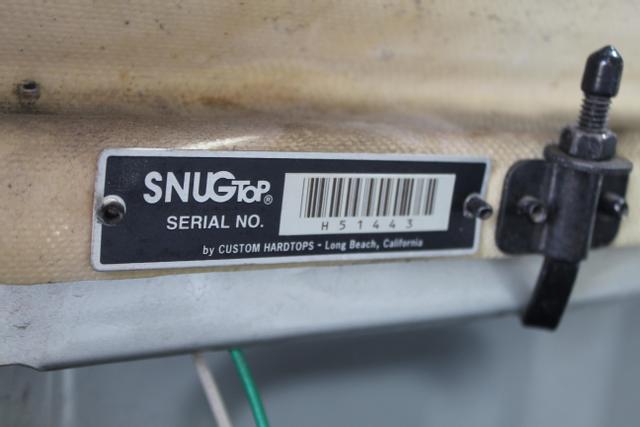 SNUGTOP®
SERIAL NO.
H51443
by CUSTOM HARDTOPS - Long Beach, California